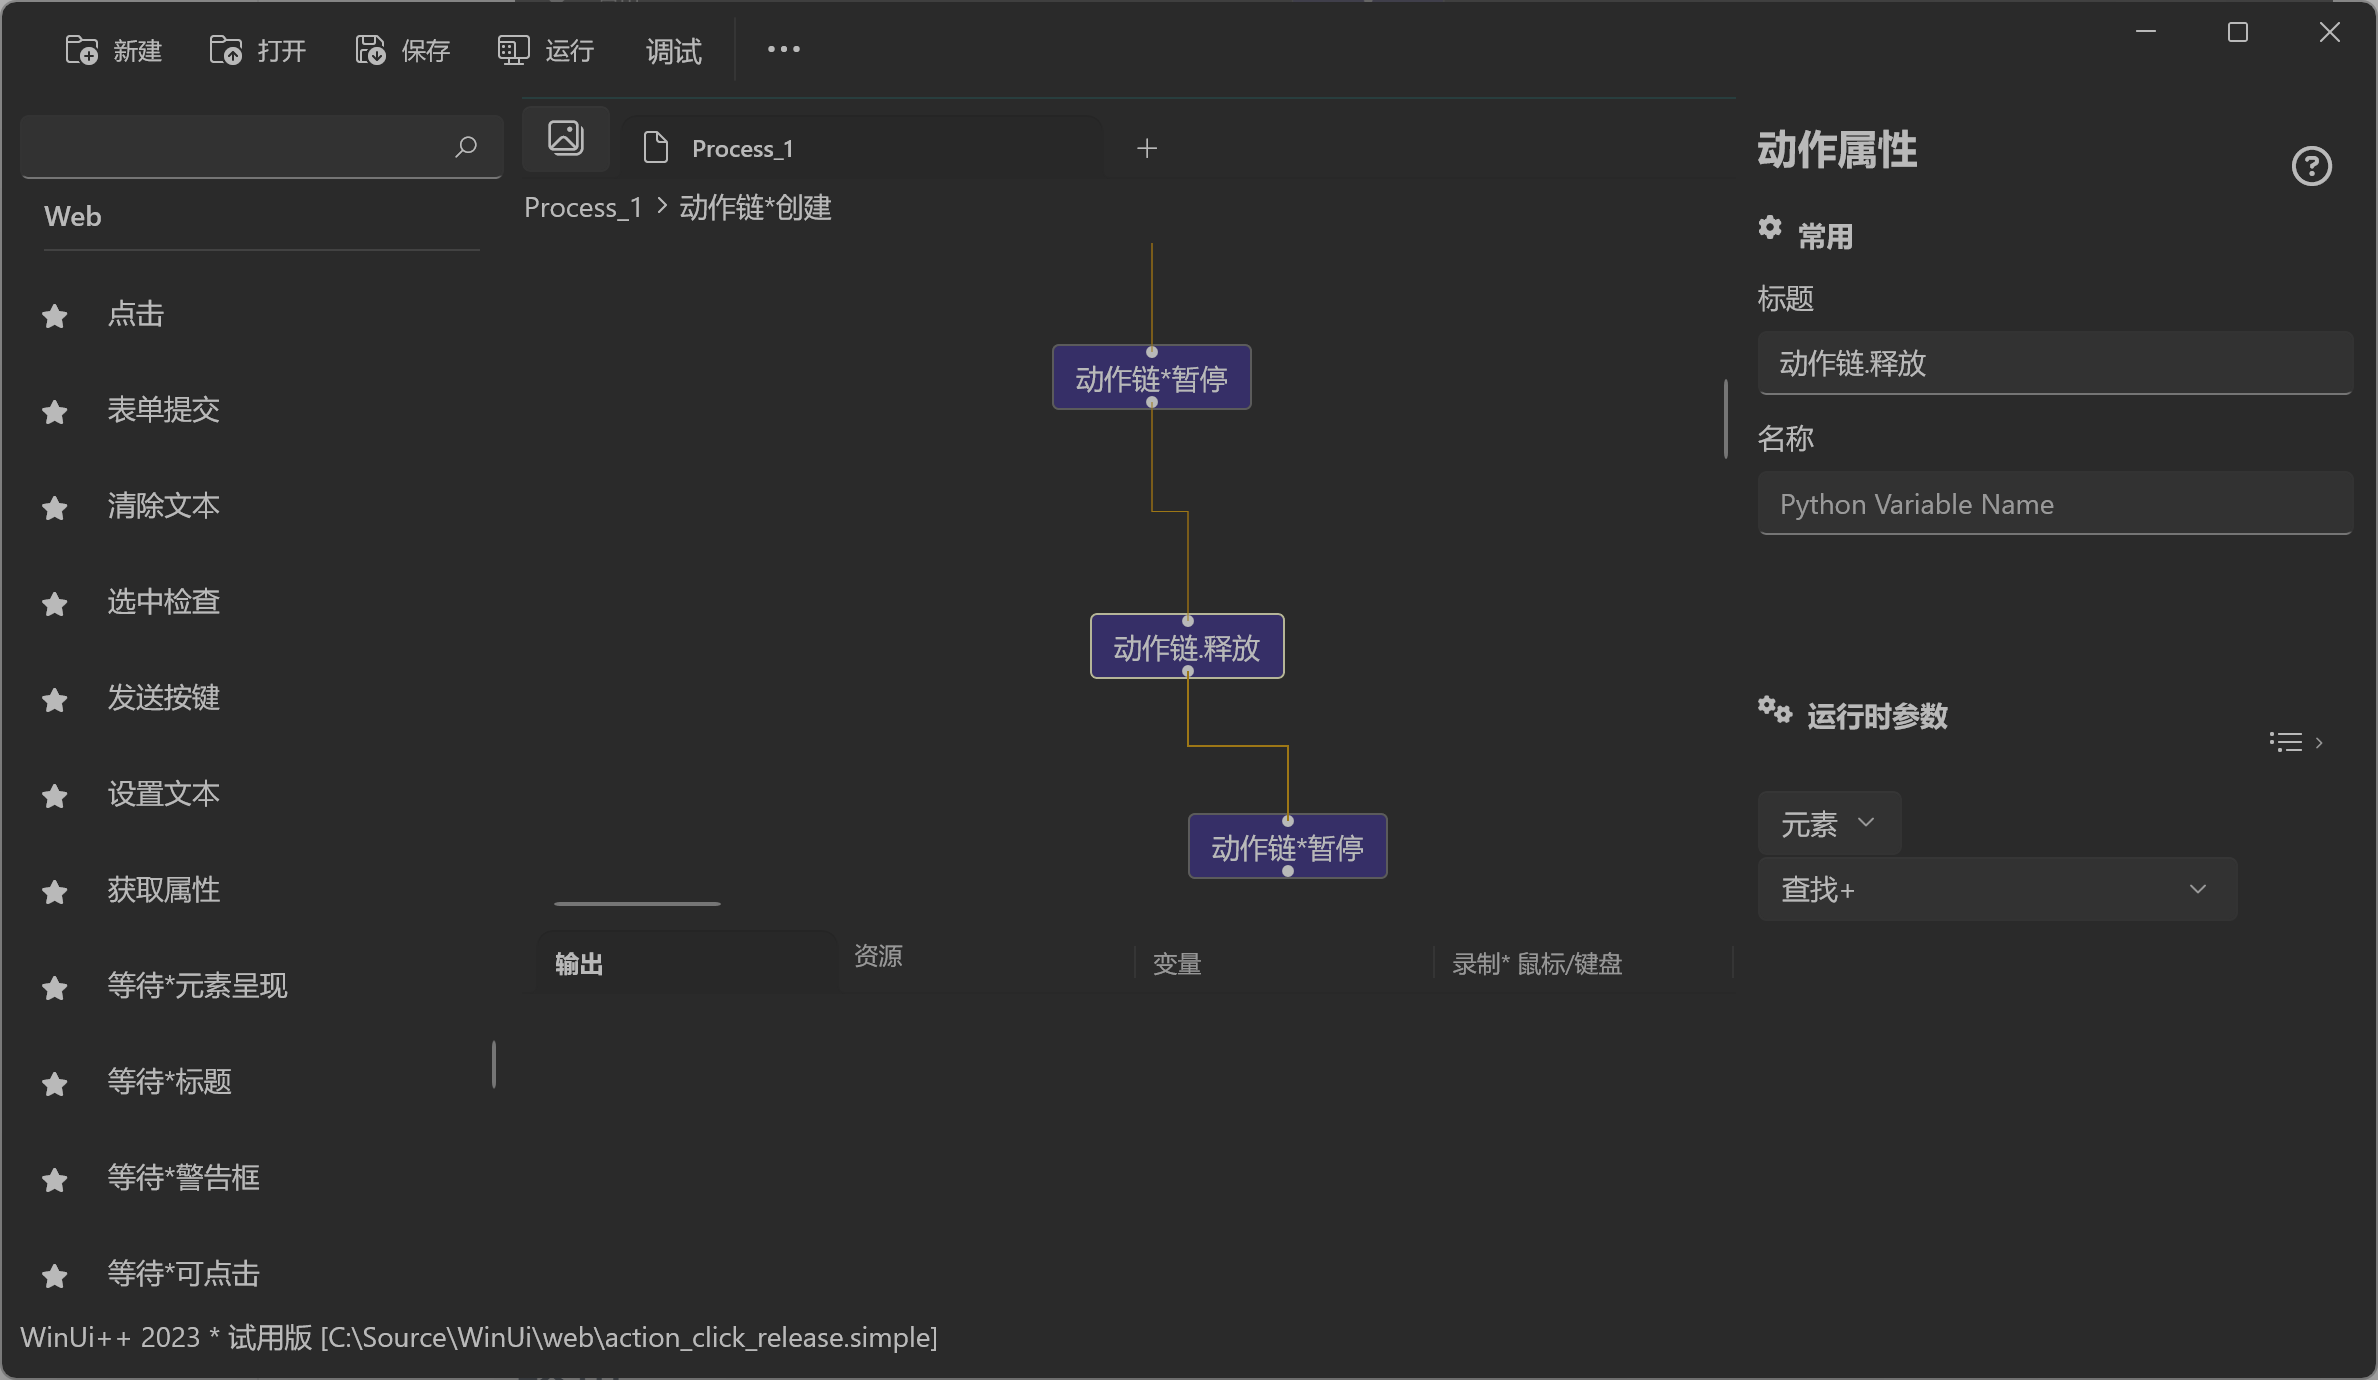 新建 打开 保存 运行 调试
Process_1
Process_1 > 动作链*创建
Web
点击
表单提交
清除文本
选中检查
发送按键
设置文本
获取属性
等待*元素呈现
等待*标题
等待*警告框
等待*可点击
动作链*暂停
动作链.释放
动作链*暂停
输出 资源 变量 录制* 鼠标/键盘
动作属性
常用
标题
动作链.释放
名称
Python Variable Name
运行时参数
元素
查找+
WinUi++ 2023 * 试用版 [C:\Source\WinUi\web\action_click_release.simple]